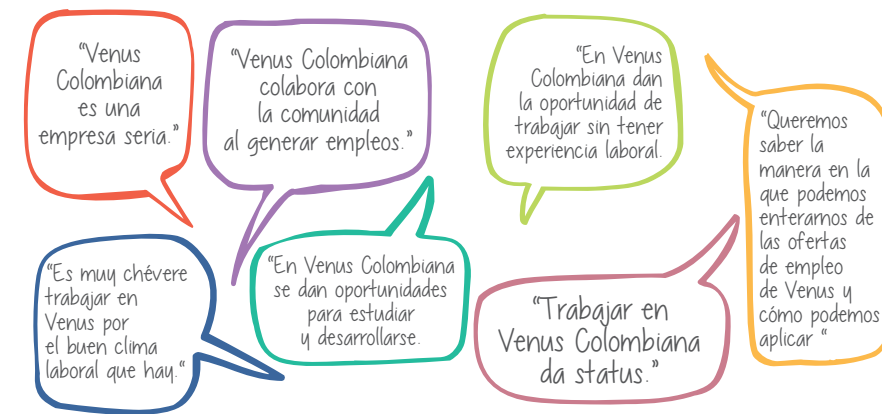 “Venus
Colombiana
es una
empresa seria.”
“Venus Colombiana
colabora con
la comunidad
al generar empleos.”
“En Venus
Colombiana dan
la oportunidad de
trabajar sin tener
experiencia laboral.
“Queremos
saber la
manera en la
que podemos
enterarnos de
las ofertas
de empleo
de Venus y
cómo podemos
aplicar “
“Es muy chévere
trabajar en
Venus por
el buen clima
laboral que hay.“
“En Venus Colombiana
se dan oportunidades
para estudiar
y desarrollarse.
“Trabajar en
Venus Colombiana
da status.”